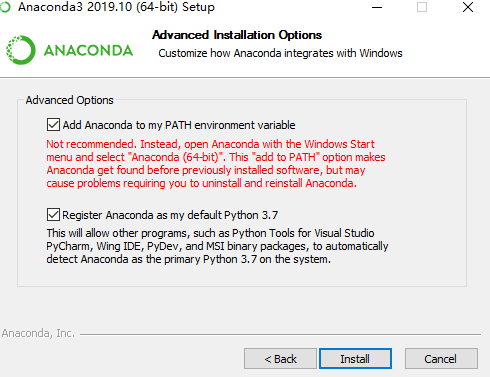 Anaconda3 2019.10 (64-bit) Setup
ANACONDA
Advanced Installation Options
Customize how Anaconda integrates with Windows
Advanced Options
Add Anaconda to my PATH environment variable
Not recommended. Instead, open Anaconda with the Windows Start
menu and select "Anaconda (64-bit)". This "add to PATH" option makes
Anaconda get found before previously installed software, but may
cause problems requiring you to uninstall and reinstall Anaconda.
Register Anaconda as my default Python 3.7
This will allow other programs, such as Python Tools for Visual Studio
PyCharm, Wing IDE, PyDev, and MSI binary packages, to automatically
detect Anaconda as the primary Python 3.7 on the system.
Anaconda, Inc.
< Back
Install
Cancel